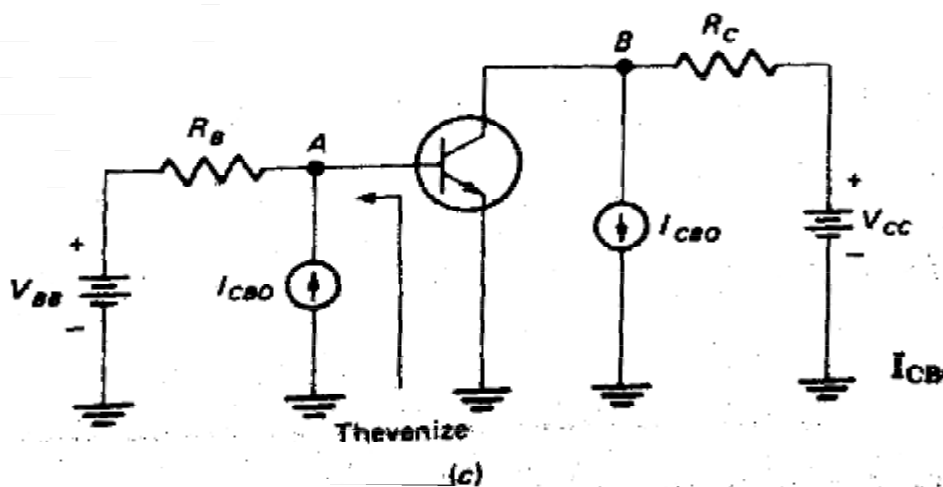 B
R_C
R_B
A
+
+
I_CBO
V_CC
V_BB
I_CBO
−
−
I_CB
Thevenize
(c)